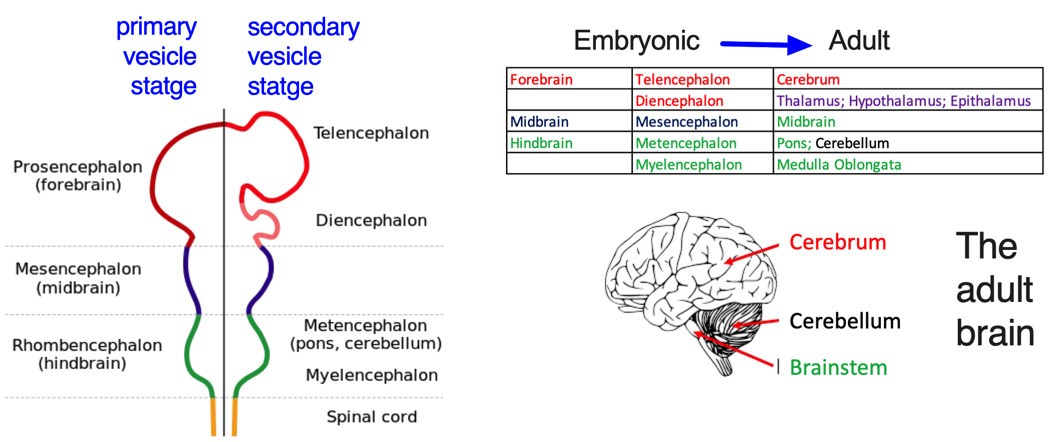 primary
vesicle
statge
secondary
vesicle
statge
Telencephalon
Prosencephalon
(forebrain)
Diencephalon
Mesencephalon
(midbrain)
Metencephalon
(pons, cerebellum)
Rhombencephalon
(hindbrain)
Myelencephalon
Spinal cord
Embryonic Adult
Forebrain Telencephalon Cerebrum
Diencephalon Thalamus; Hypothalamus; Epithalamus
Midbrain Mesencephalon Midbrain
Hindbrain Metencephalon Pons; Cerebellum
Myelencephalon Medulla Oblongata
Cerebrum
Cerebellum
Brainstem
The
adult
brain